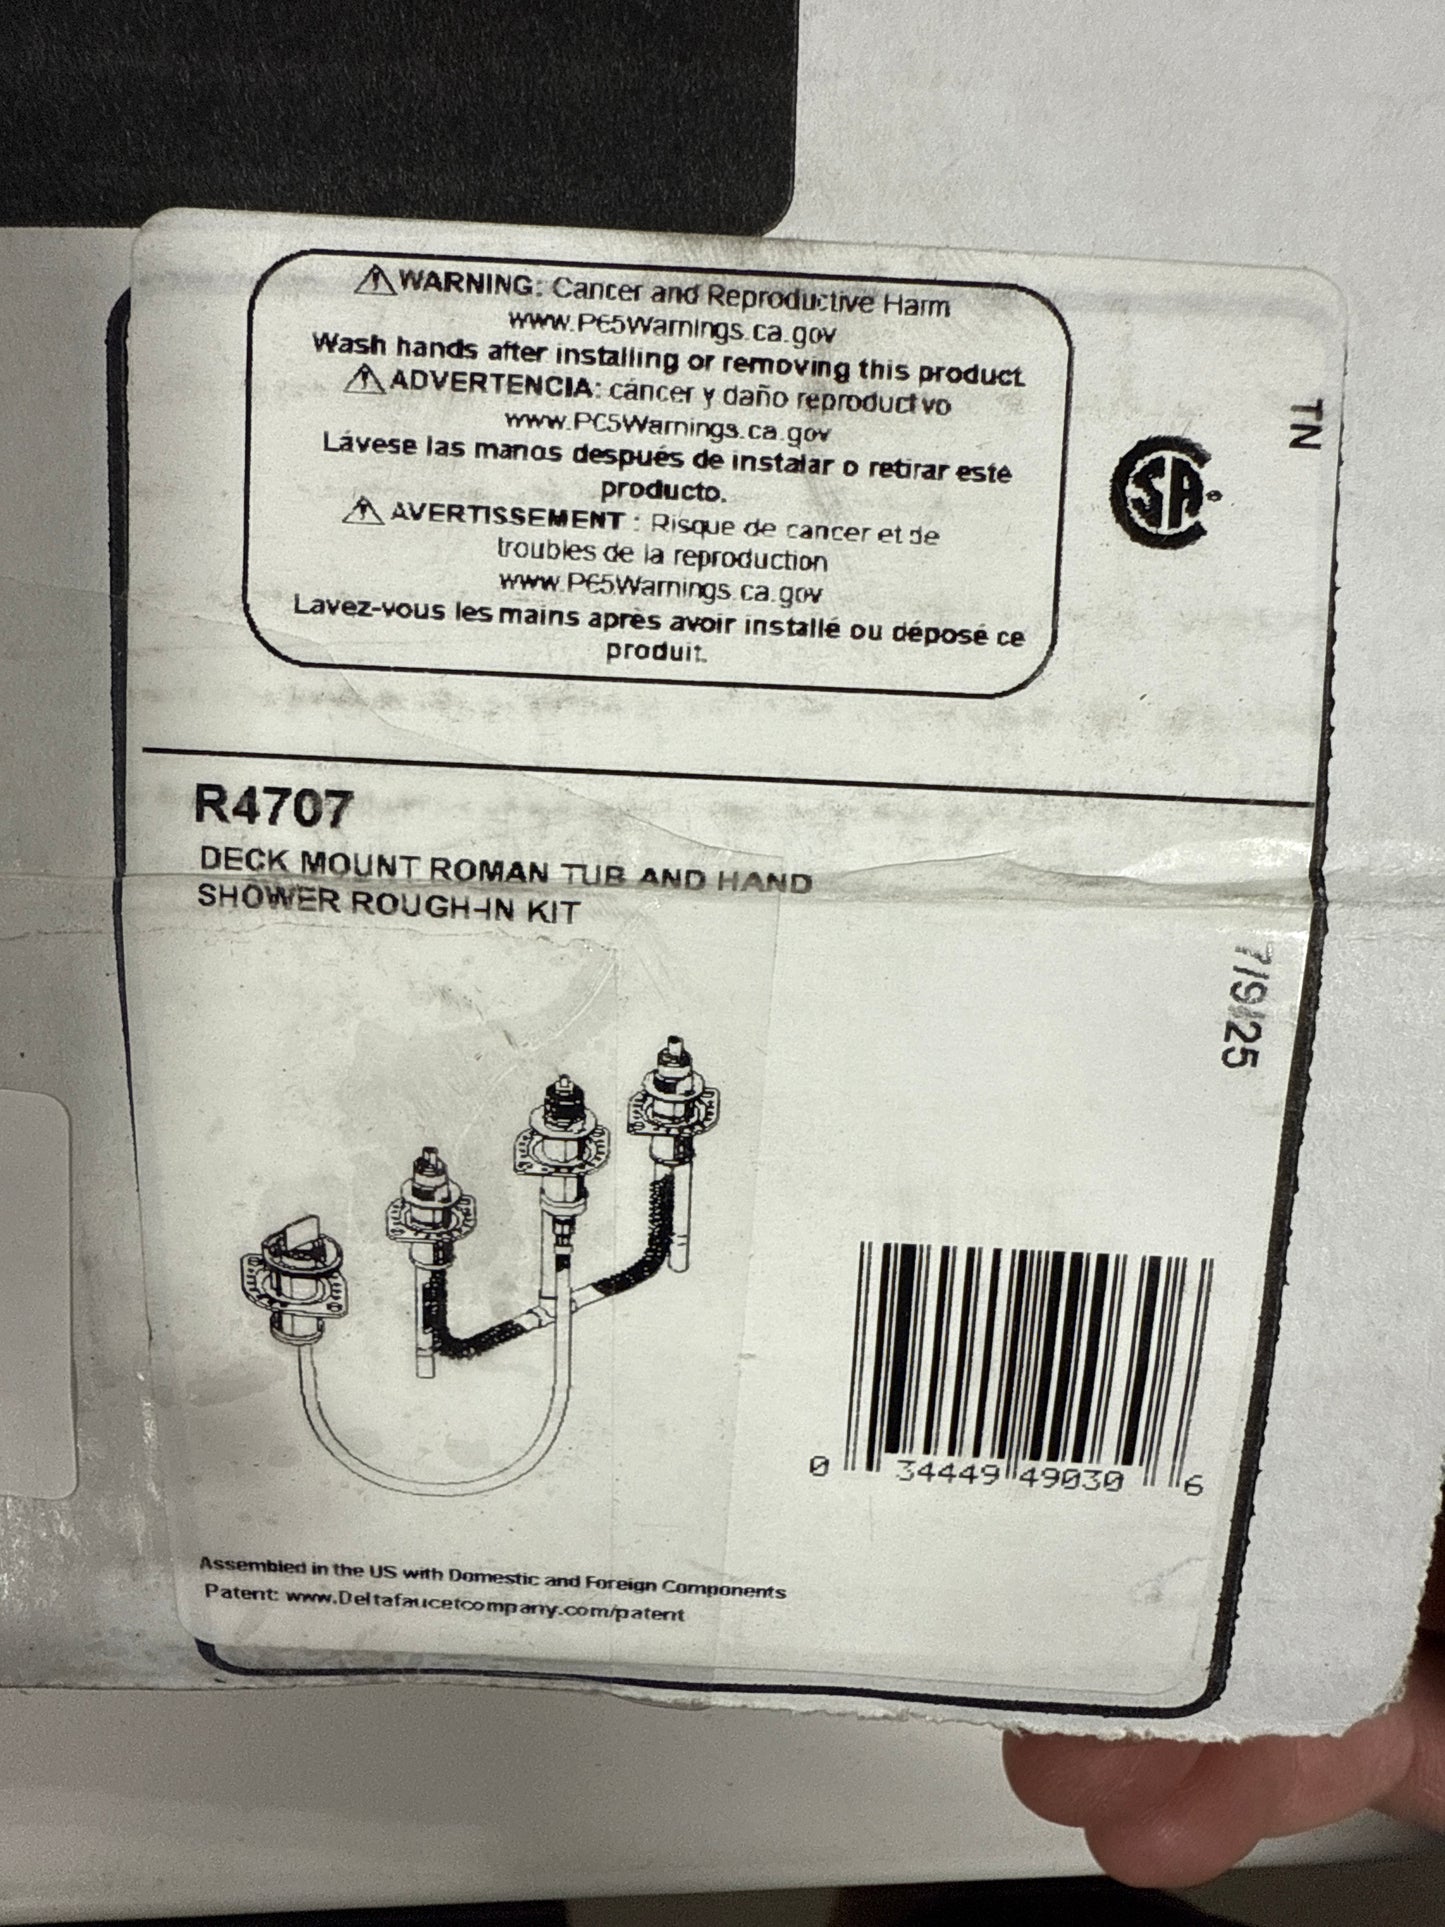 ⚠WARNING: Cancer and Reproductive Harm
www.P65Warnings.ca.gov
Wash hands after installing or removing this product.
⚠ADVERTENCIA: cáncer y daño reproductivo
www.P65Warnings.ca.gov
Lávese las manos después de instalar o retirar este
producto.
⚠AVERTISSEMENT : Risque de cancer et de
troubles de la reproduction
www.P65Warnings.ca.gov
Lavez-vous les mains après avoir installé ou déposé ce
produit.
TN
CSA®
R4707
DECK MOUNT ROMAN TUB AND HAND
SHOWER ROUGH-IN KIT
7/9/25
0 34449 49030 6
Assembled in the US with Domestic and Foreign Components
Patent: www.Deltafaucetcompany.com/patent